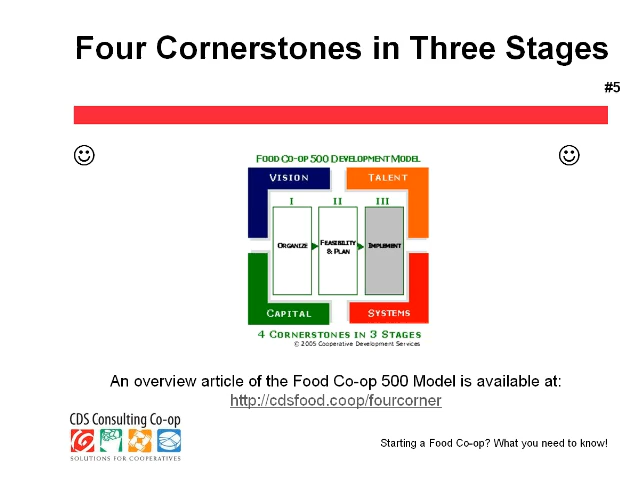 Four Cornerstones in Three Stages
#5
FOOD CO-OP 500 DEVELOPMENT MODEL
VISION
TALENT
I
II
III
ORGANIZE
FEASIBILITY
& PLAN
IMPLEMENT
CAPITAL
SYSTEMS
4 CORNERSTONES IN 3 STAGES
© 2005 Cooperative Development Services
An overview article of the Food Co-op 500 Model is available at:
http://cdsfood.coop/fourcorner
CDS Consulting Co-op
SOLUTIONS FOR COOPERATIVES
Starting a Food Co-op? What you need to know!